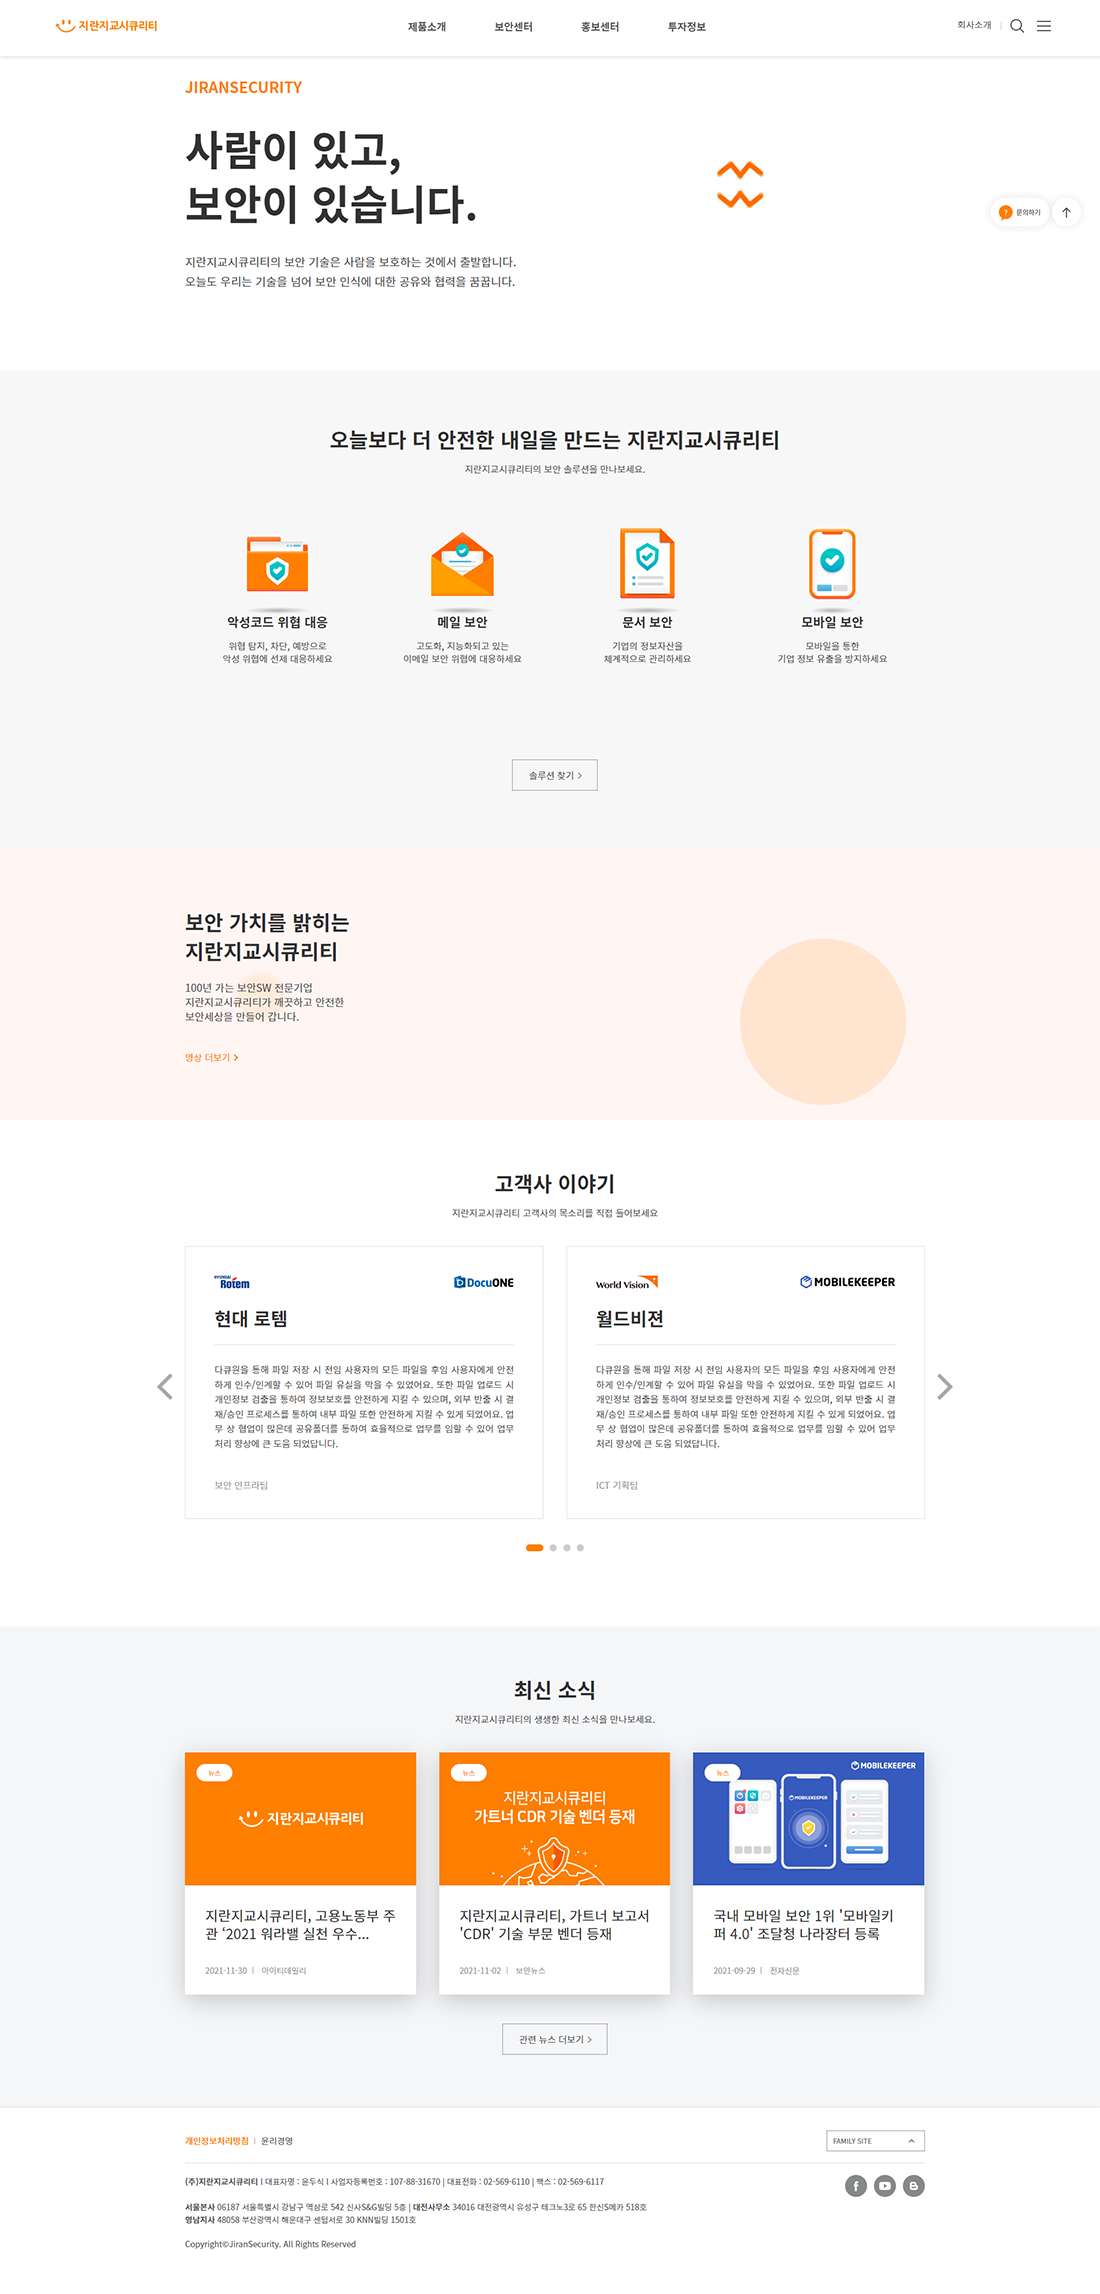 지란지교시큐리티
제품소개
보안센터
홍보센터
투자정보
회사소개
JIRANSECURITY
사람이 있고,
보안이 있습니다.
문의하기
지란지교시큐리티의 보안 기술은 사람을 보호하는 것에서 출발합니다.
오늘도 우리는 기술을 넘어 보안 인식에 대한 공유와 협력을 꿈꿉니다.
오늘보다 더 안전한 내일을 만드는 지란지교시큐리티
지란지교시큐리티의 보안 솔루션을 만나보세요.
악성코드 위협 대응
위협 탐지, 차단, 예방으로
악성 위협에 선제 대응하세요
메일 보안
고도화, 지능화되고 있는
이메일 보안 위협에 대응하세요
문서 보안
기업의 정보자산을
체계적으로 관리하세요
모바일 보안
모바일을 통한
기업 정보 유출을 방지하세요
솔루션 찾기
보안 가치를 밝히는
지란지교시큐리티
100년 가는 보안SW 전문기업
지란지교시큐리티가 깨끗하고 안전한
보안세상을 만들어 갑니다.
영상 더보기
고객사 이야기
지란지교시큐리티 고객사의 목소리를 직접 들어보세요
HYUNDAI
Rotem
DocuONE
현대 로템
다큐원을 통해 파일 저장 시 전임 사용자의 모든 파일을 후임 사용자에게 안전
하게 인수/인계할 수 있어 파일 유실을 막을 수 있었어요. 또한 파일 업로드 시
개인정보 검출을 통하여 정보보호를 안전하게 지킬 수 있으며, 외부 반출 시 결
재/승인 프로세스를 통하여 내부 파일 또한 안전하게 지킬 수 있게 되었어요. 업
무 상 협업이 많은데 공유폴더를 통하여 효율적으로 업무를 임할 수 있어 업무
처리 향상에 큰 도움 되었답니다.
보안 인프라팀
World Vision
MOBILEKEEPER
월드비젼
다큐원을 통해 파일 저장 시 전임 사용자의 모든 파일을 후임 사용자에게 안전
하게 인수/인계할 수 있어 파일 유실을 막을 수 있었어요. 또한 파일 업로드 시
개인정보 검출을 통하여 정보보호를 안전하게 지킬 수 있으며, 외부 반출 시 결
재/승인 프로세스를 통하여 내부 파일 또한 안전하게 지킬 수 있게 되었어요. 업
무 상 협업이 많은데 공유폴더를 통하여 효율적으로 업무를 임할 수 있어 업무
처리 향상에 큰 도움 되었답니다.
ICT 기획팀
최신 소식
지란지교시큐리티의 생생한 최신 소식을 만나보세요.
뉴스
지란지교시큐리티
지란지교시큐리티, 고용노동부 주
관 ‘2021 워라밸 실천 우수...
2021-11-30 | 아이티데일리
뉴스
지란지교시큐리티
가트너 CDR 기술 벤더 등재
지란지교시큐리티, 가트너 보고서
'CDR' 기술 부문 벤더 등재
2021-11-02 | 보안뉴스
뉴스
MOBILEKEEPER
MOBILEKEEPER
국내 모바일 보안 1위 '모바일키
퍼 4.0' 조달청 나라장터 등록
2021-09-29 | 전자신문
관련 뉴스 더보기
개인정보처리방침 | 윤리경영
FAMILY SITE
(주)지란지교시큐리티 l 대표자명 : 윤두식 l 사업자등록번호 : 107-88-31670 | 대표전화 : 02-569-6110 | 팩스 : 02-569-6117
서울본사 06187 서울특별시 강남구 역삼로 542 신사S&G빌딩 5층 | 대전사무소 34016 대전광역시 유성구 테크노3로 65 한신S메카 518호
영남지사 48058 부산광역시 해운대구 센텀서로 30 KNN빌딩 1501호
Copyright©JiranSecurity. All Rights Reserved